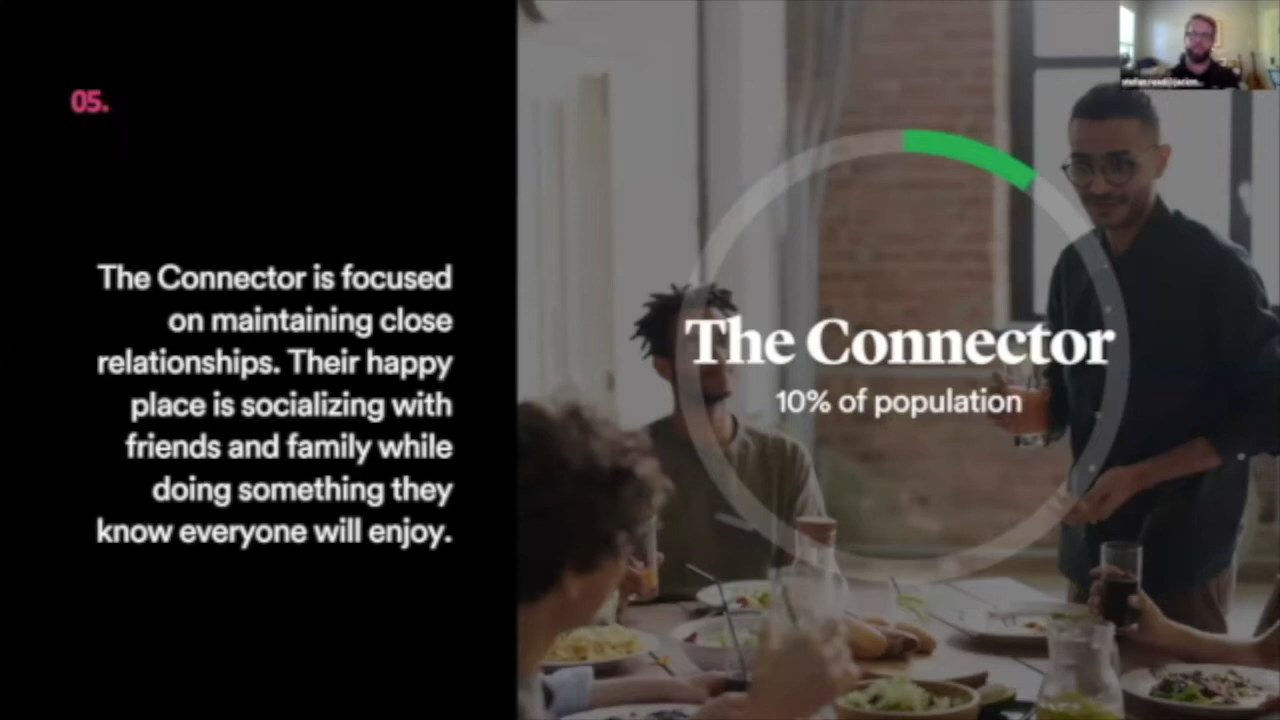 05.
The Connector is focused
on maintaining close
relationships. Their happy
place is socializing with
friends and family while
doing something they
know everyone will enjoy.
The Connector
10% of population